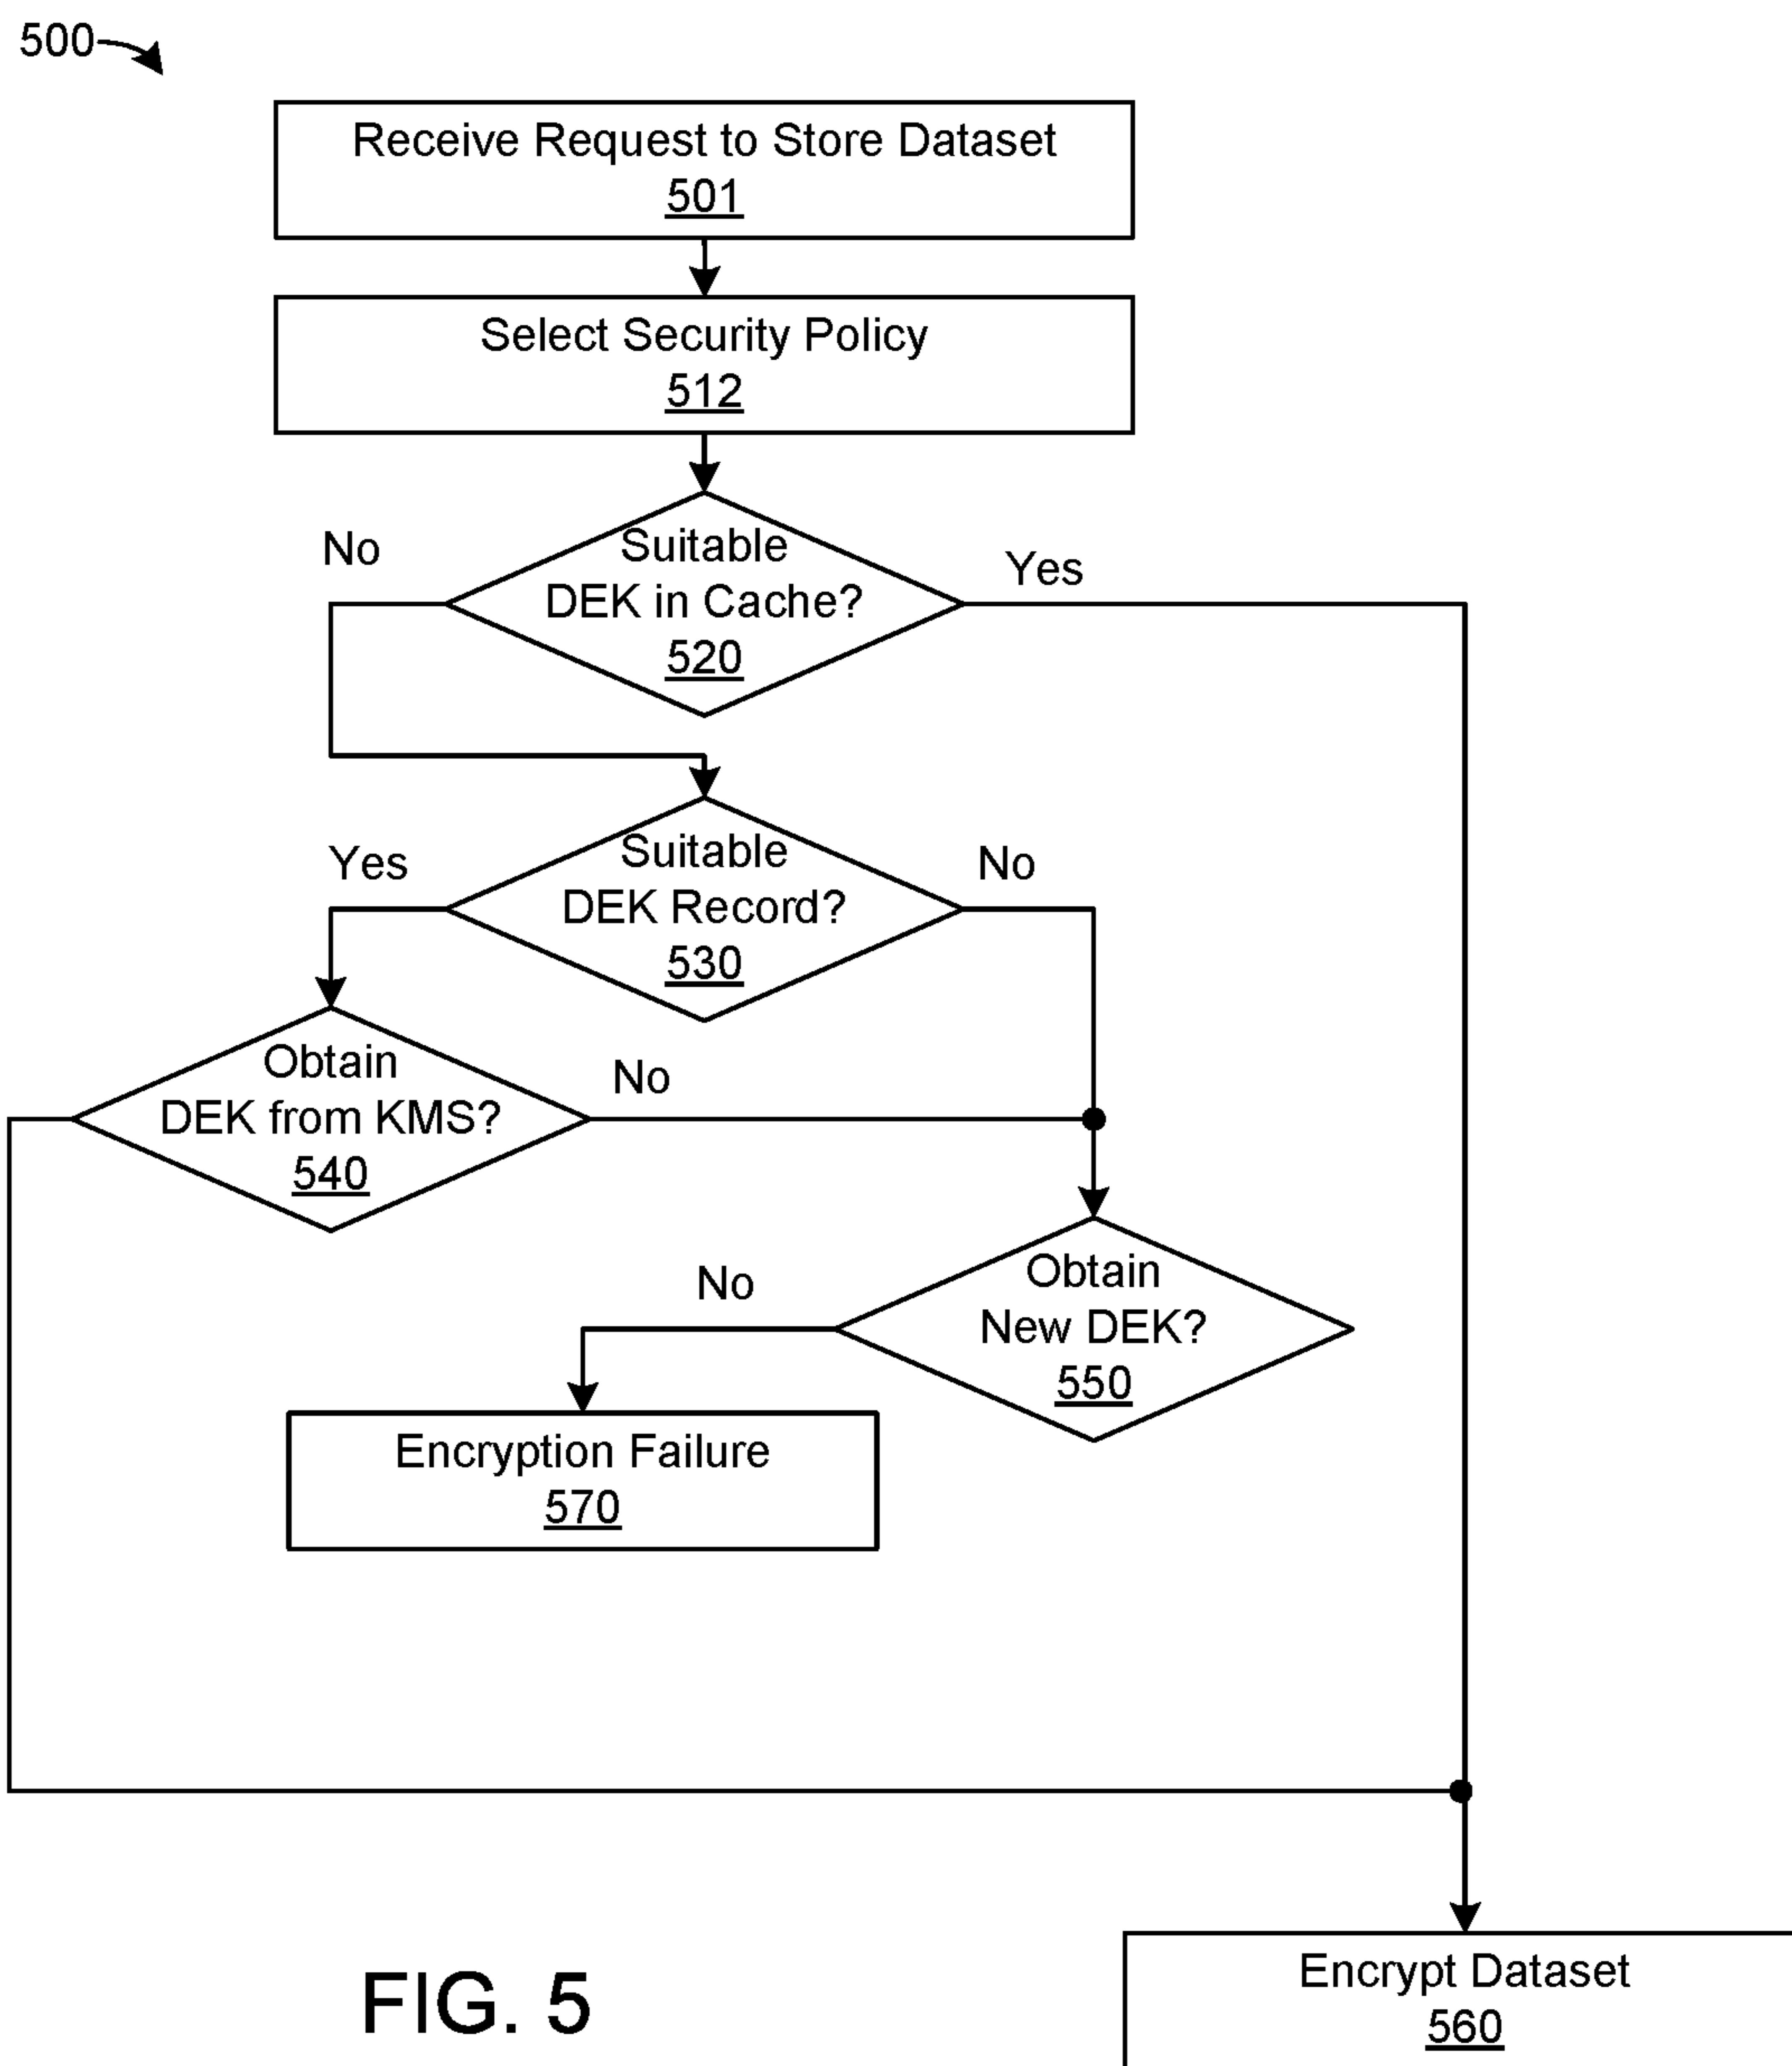 500
Receive Request to Store Dataset
501
Select Security Policy
512
No
Suitable
DEK in Cache?
520
Yes
Yes
Suitable
DEK Record?
530
No
Obtain
DEK from KMS?
540
No
No
Obtain
New DEK?
550
Encryption Failure
570
FIG. 5
Encrypt Dataset
560